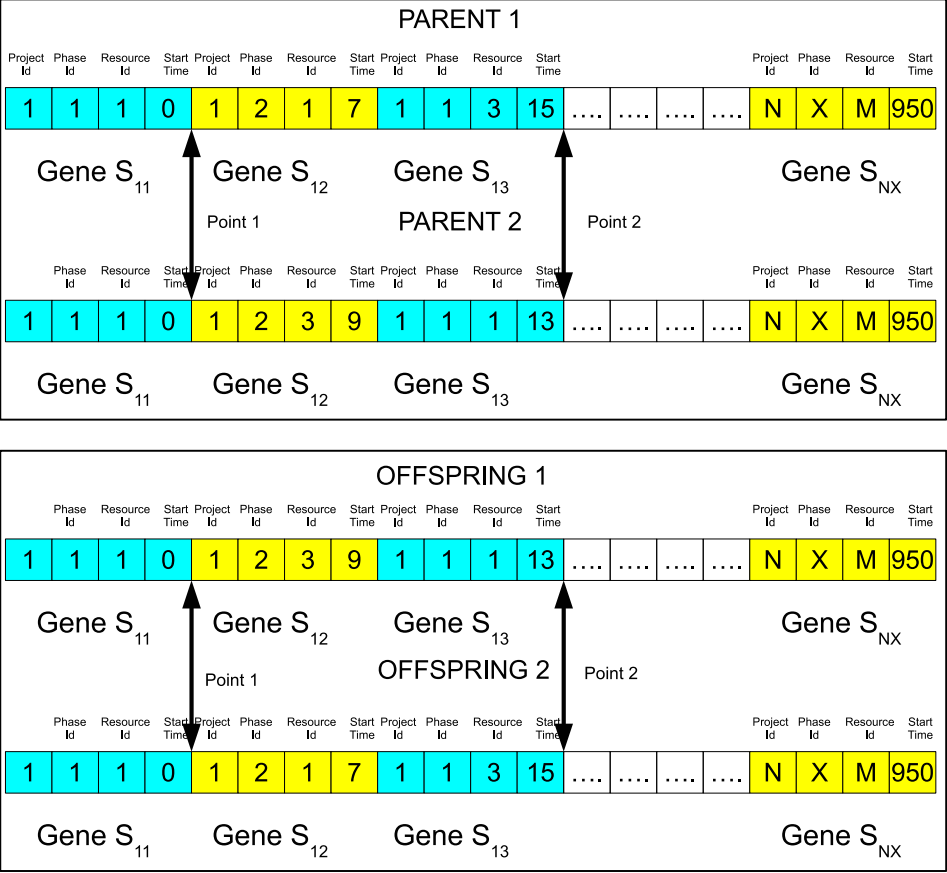 PARENT 1
Project Id Phase Id Resource Id Start Time Project Id Phase Id Resource Id Start Time Project Id Phase Id Resource Id Start Time Project Id Phase Id Resource Id Start Time
1 1 1 0 1 2 1 7 1 1 3 15 .... .... .... .... N X M 950
Gene S11 Gene S12 Gene S13 Gene SNX
Point 1 PARENT 2 Point 2
Phase Id Resource Id Start Time Project Id Phase Id Resource Id Start Time Project Id Phase Id Resource Id Start Time Project Id Phase Id Resource Id Start Time
1 1 1 0 1 2 3 9 1 1 1 13 .... .... .... .... N X M 950
Gene S11 Gene S12 Gene S13 Gene SNX
OFFSPRING 1
Phase Id Resource Id Start Time Project Id Phase Id Resource Id Start Time Project Id Phase Id Resource Id Start Time Project Id Phase Id Resource Id Start Time
1 1 1 0 1 2 3 9 1 1 1 13 .... .... .... .... N X M 950
Gene S11 Gene S12 Gene S13 Gene SNX
Point 1 OFFSPRING 2 Point 2
Phase Id Resource Id Start Time Project Id Phase Id Resource Id Start Time Project Id Phase Id Resource Id Start Time Project Id Phase Id Resource Id Start Time
1 1 1 0 1 2 1 7 1 1 3 15 .... .... .... .... N X M 950
Gene S11 Gene S12 Gene S13 Gene SNX